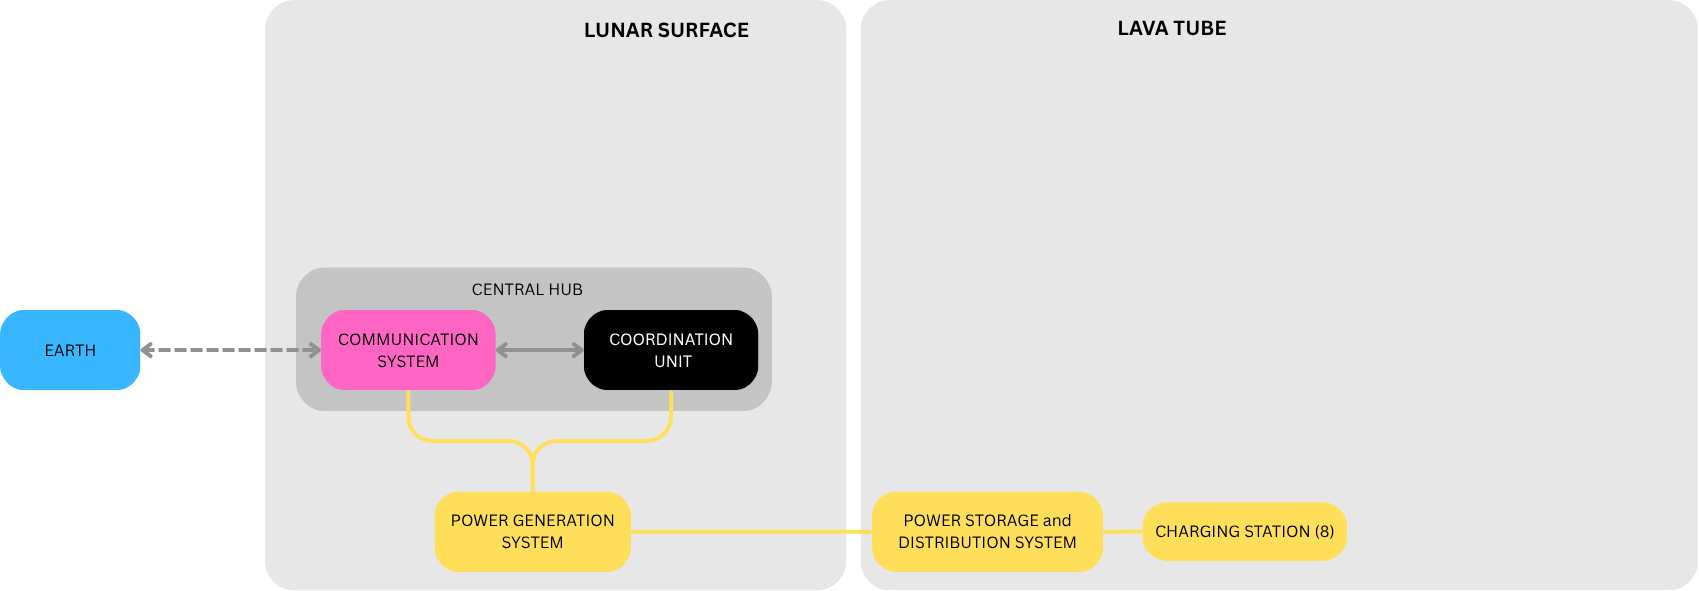 LUNAR SURFACE
LAVA TUBE
CENTRAL HUB
EARTH
COMMUNICATION
SYSTEM
COORDINATION
UNIT
POWER GENERATION
SYSTEM
POWER STORAGE and
DISTRIBUTION SYSTEM
CHARGING STATION (8)